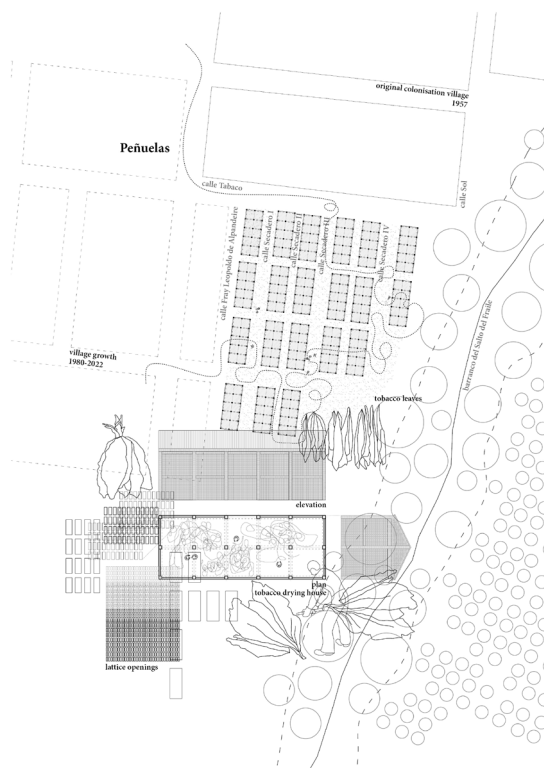 original colonisation village
1957
Peñuelas
calle Tabaco
calle Sol
calle Fray Leopoldo de Alpandeire
calle Secadero I
calle Secadero II
calle Secadero III
calle Secadero IV
barranco del Salto del Fraile
village growth
1980-2022
tobacco leaves
elevation
plan
tobacco drying house
lattice openings